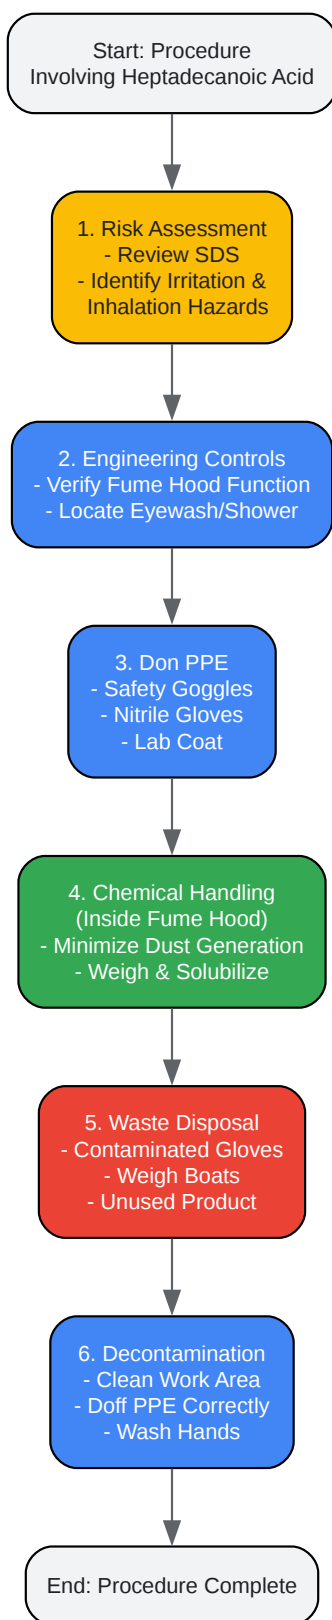 Start: Procedure
Involving Heptadecanoic Acid
1. Risk Assessment
- Review SDS
- Identify Irritation &
Inhalation Hazards
2. Engineering Controls
- Verify Fume Hood Function
- Locate Eyewash/Shower
3. Don PPE
- Safety Goggles
- Nitrile Gloves
- Lab Coat
4. Chemical Handling
(Inside Fume Hood)
- Minimize Dust Generation
- Weigh & Solubilize
5. Waste Disposal
- Contaminated Gloves
- Weigh Boats
- Unused Product
6. Decontamination
- Clean Work Area
- Doff PPE Correctly
- Wash Hands
End: Procedure Complete